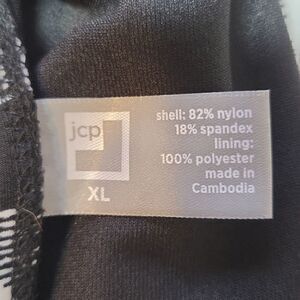 jcp
XL
shell: 82% nylon
18% spandex
lining:
100% polyester
made in
Cambodia